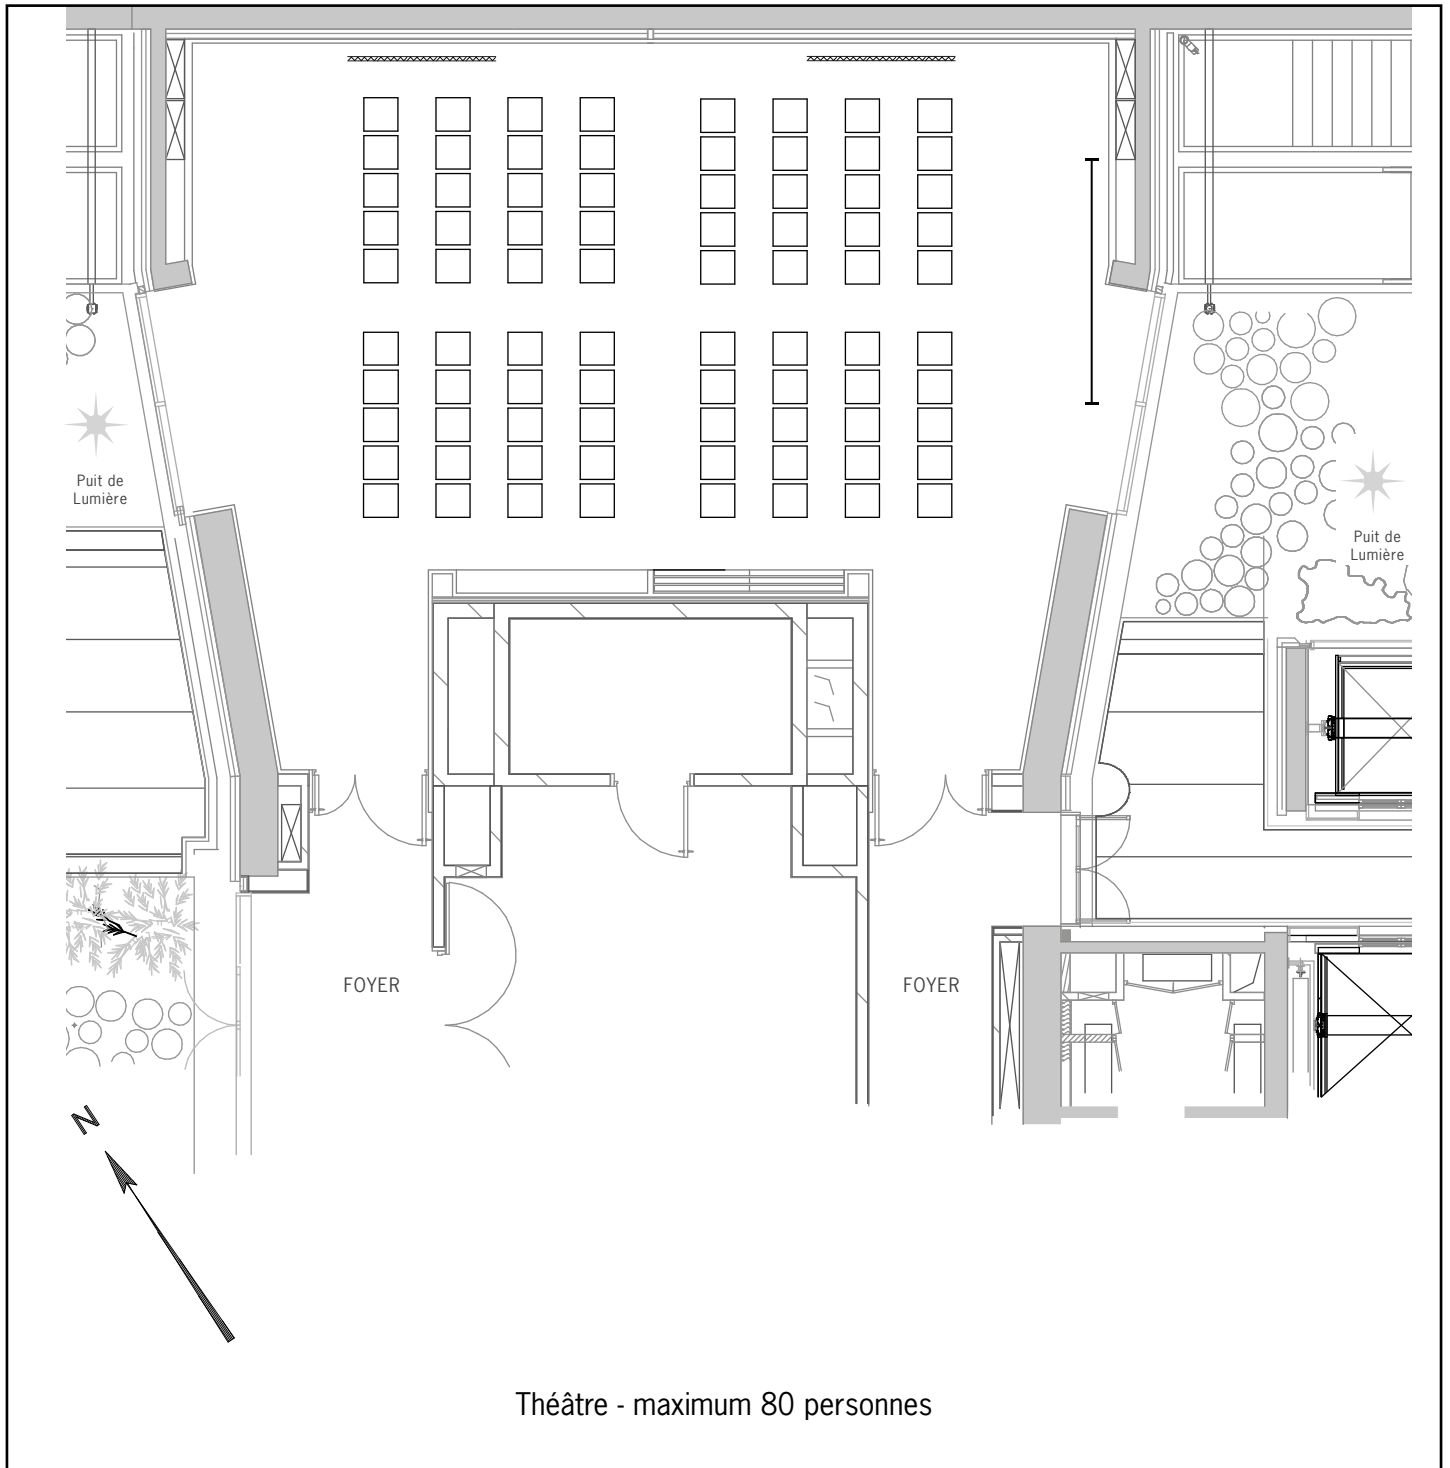 Puit de
Lumière
Puit de
Lumière
FOYER
FOYER
N
Théâtre - maximum 80 personnes